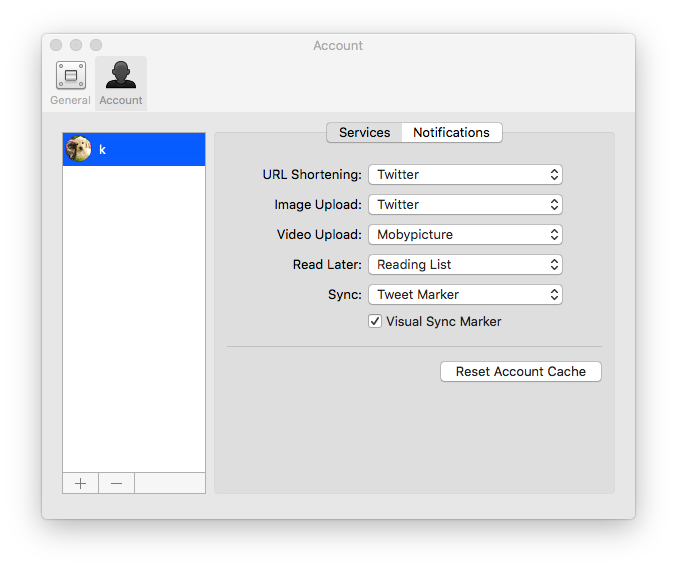 Account
General
Account
k
Services
Notifications
URL Shortening: Twitter
Image Upload: Twitter
Video Upload: Mobypicture
Read Later: Reading List
Sync: Tweet Marker
Visual Sync Marker
Reset Account Cache